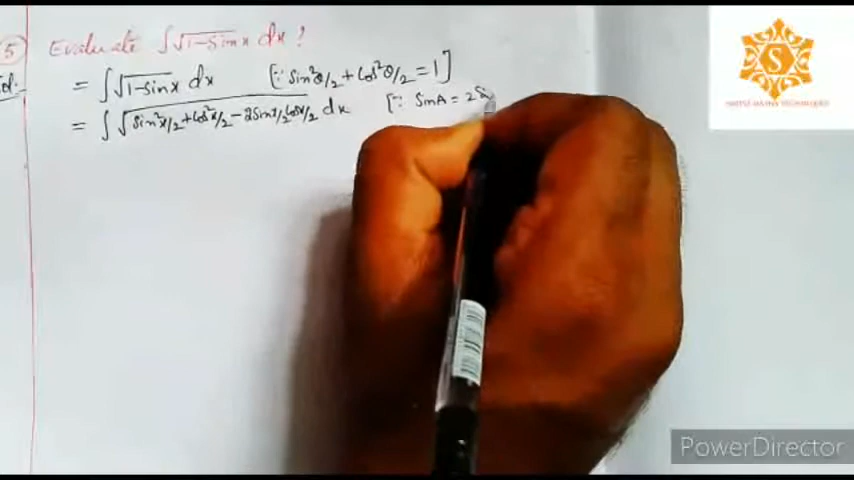 5 Evaluate ∫√1-sinx dx ?
Sol:
= ∫√1-sinx dx [∵ sin²θ/2 + cos²θ/2 = 1]
= ∫√sin²x/2 + cos²x/2 - 2sinx/2 cosx/2 dx [∵ SinA = 2 Si
S
PowerDirector